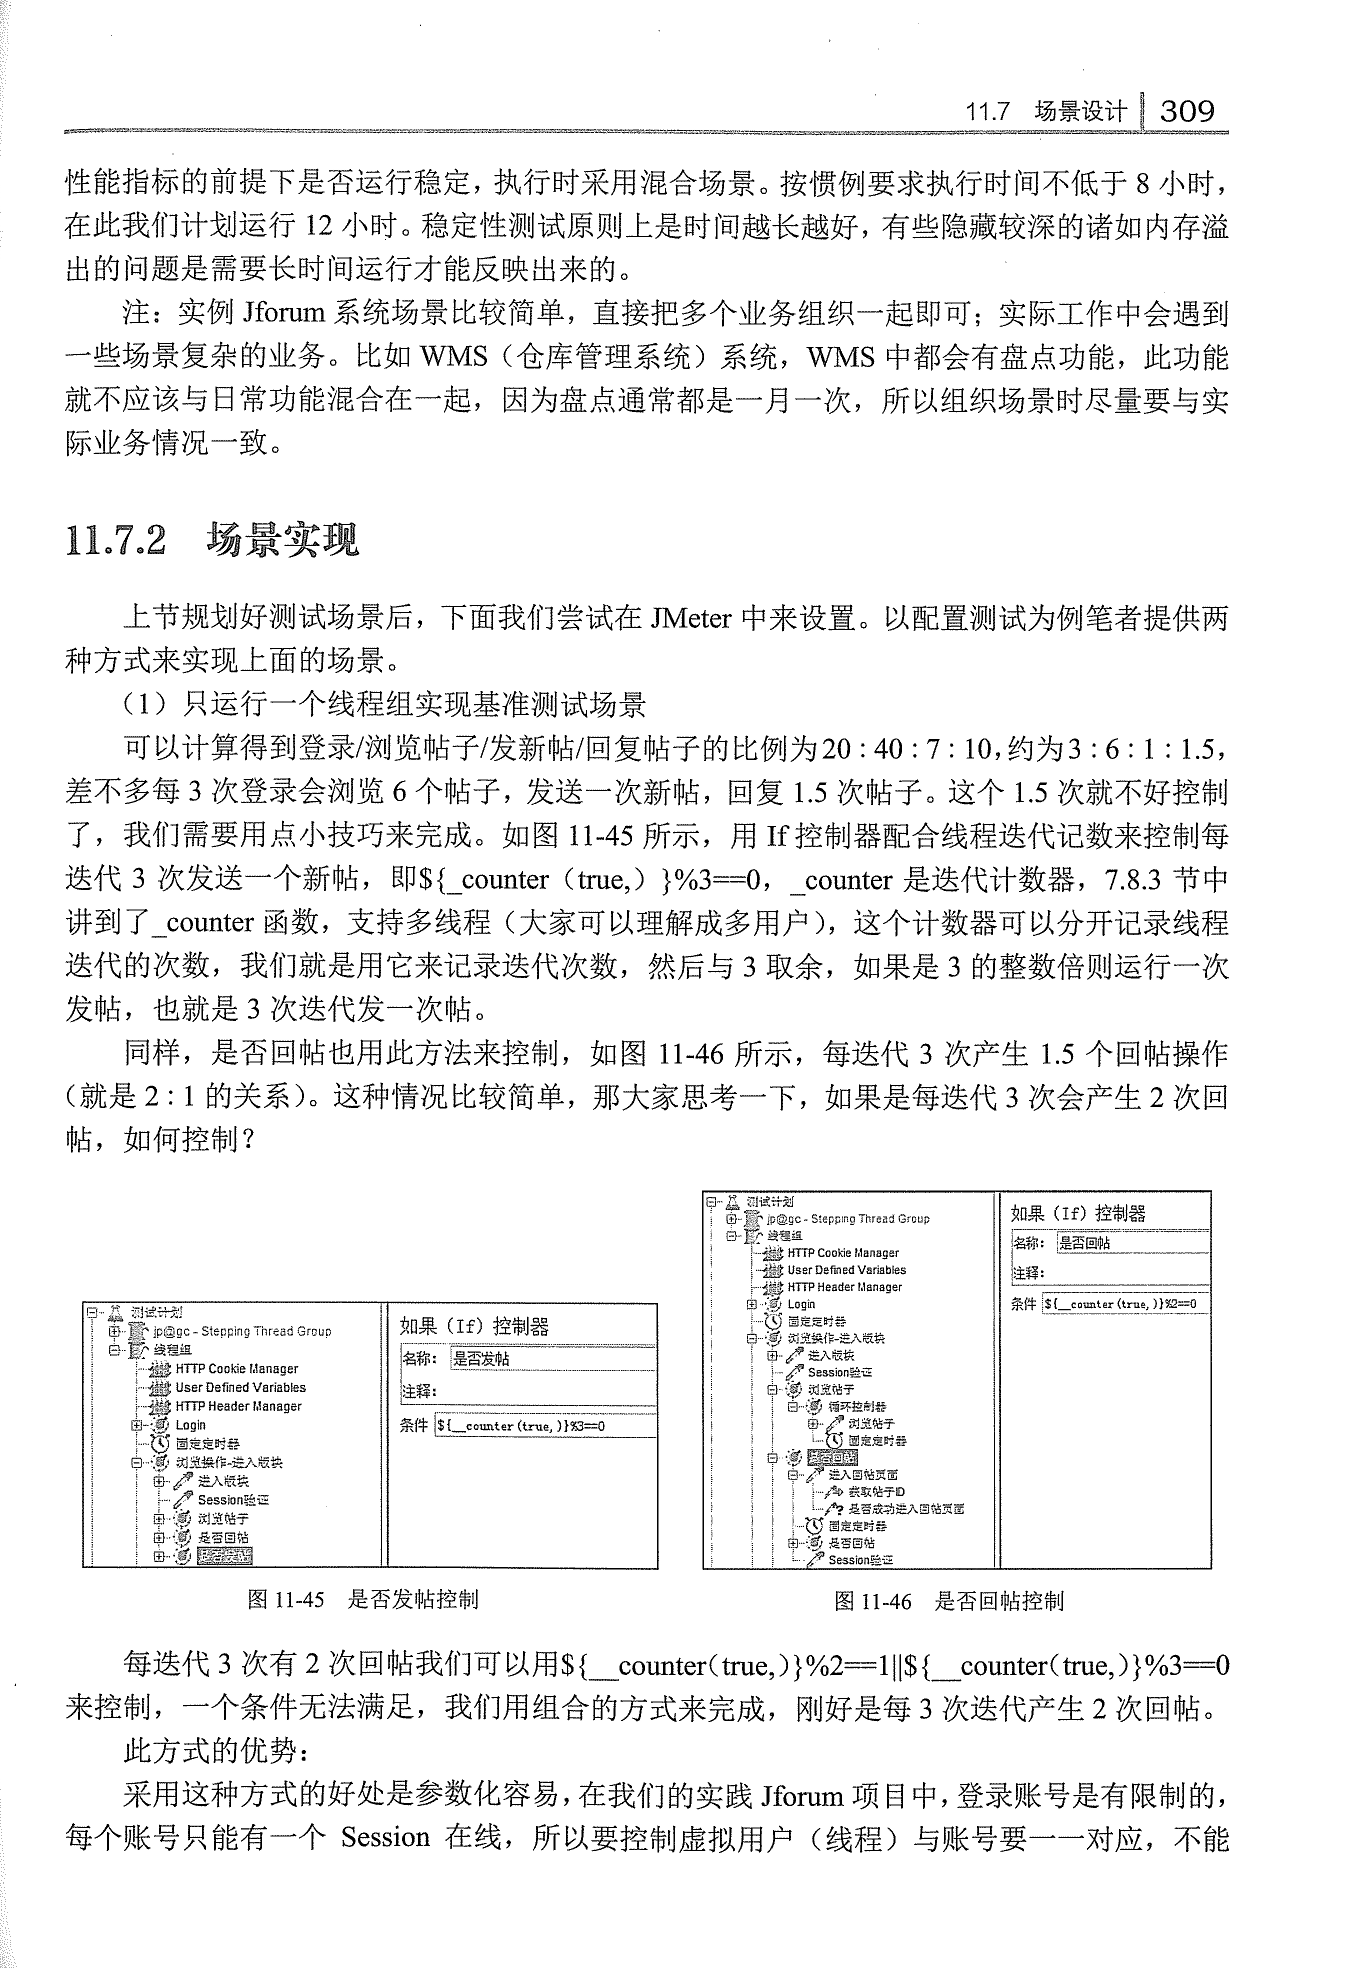 11.7 场景设计 309
性能指标的前提下是否运行稳定，执行时采用混合场景。按惯例要求执行时间不低于 8 小时，
在此我们计划运行 12 小时。稳定性测试原则上是时间越长越好，有些隐藏较深的诸如内存溢
出的问题是需要长时间运行才能反映出来的。
注：实例 Jforum 系统场景比较简单，直接把多个业务组织一起即可；实际工作中会遇到
一些场景复杂的业务。比如 WMS（仓库管理系统）系统，WMS 中都会有盘点功能，此功能
就不应该与日常功能混合在一起，因为盘点通常都是一月一次，所以组织场景时尽量要与实
际业务情况一致。
11.7.2 场景实现
上节规划好测试场景后，下面我们尝试在 JMeter 中来设置。以配置测试为例笔者提供两
种方式来实现上面的场景。
（1）只运行一个线程组实现基准测试场景
可以计算得到登录/浏览帖子/发新帖/回复帖子的比例为20：40：7：10，约为3：6：1：1.5，
差不多每 3 次登录会浏览 6 个帖子，发送一次新帖，回复 1.5 次帖子。这个 1.5 次就不好控制
了，我们需要用点小技巧来完成。如图 11-45 所示，用 If 控制器配合线程迭代记数来控制每
迭代 3 次发送一个新帖，即${_counter（true,）}%3==0，_counter 是迭代计数器，7.8.3 节中
讲到了_counter 函数，支持多线程（大家可以理解成多用户），这个计数器可以分开记录线程
迭代的次数，我们就是用它来记录迭代次数，然后与 3 取余，如果是 3 的整数倍则运行一次
发帖，也就是 3 次迭代发一次帖。
同样，是否回帖也用此方法来控制，如图 11-46 所示，每迭代 3 次产生 1.5 个回帖操作
（就是 2：1 的关系）。这种情况比较简单，那大家思考一下，如果是每迭代 3 次会产生 2 次回
帖，如何控制？
测试计划
jp@gc - Stepping Thread Group
线程组
HTTP Cookie Manager
User Defined Variables
HTTP Header Manager
Login
固定定时器
浏览操作-进入版块
进入版块
Session验证
浏览帖子
是否回帖
是否发帖
如果（If）控制器
名称：是否发帖
注释：
条件 ${__counter(true,)}%3==0
图 11-45 是否发帖控制
测试计划
jp@gc - Stepping Thread Group
线程组
HTTP Cookie Manager
User Defined Variables
HTTP Header Manager
Login
固定定时器
浏览操作-进入版块
进入版块
Session验证
浏览帖子
循环控制器
浏览帖子
固定定时器
是否回帖
进入回帖页面
获取帖子ID
是否成功进入回帖页面
固定定时器
是否回帖
Session验证
如果（If）控制器
名称：是否回帖
注释：
条件 ${__counter(true,)}%2==0
图 11-46 是否回帖控制
每迭代 3 次有 2 次回帖我们可以用${__counter(true,)}%2==1||${__counter(true,)}%3==0
来控制，一个条件无法满足，我们用组合的方式来完成，刚好是每 3 次迭代产生 2 次回帖。
此方式的优势：
采用这种方式的好处是参数化容易，在我们的实践 Jforum 项目中，登录账号是有限制的，
每个账号只能有一个 Session 在线，所以要控制虚拟用户（线程）与账号要一一对应，不能